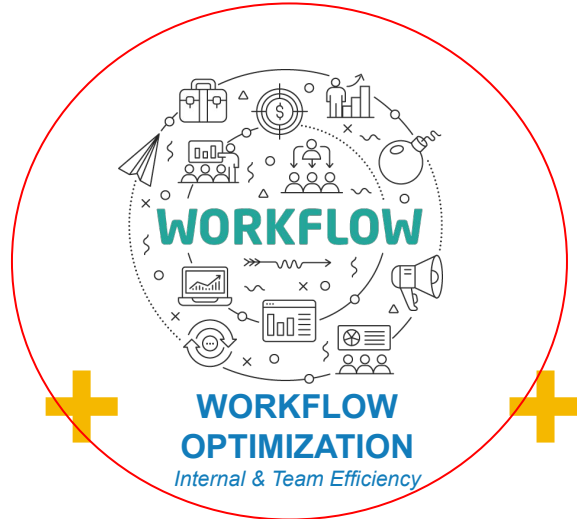 $
WORKFLOW
WORKFLOW
OPTIMIZATION
Internal & Team Efficiency